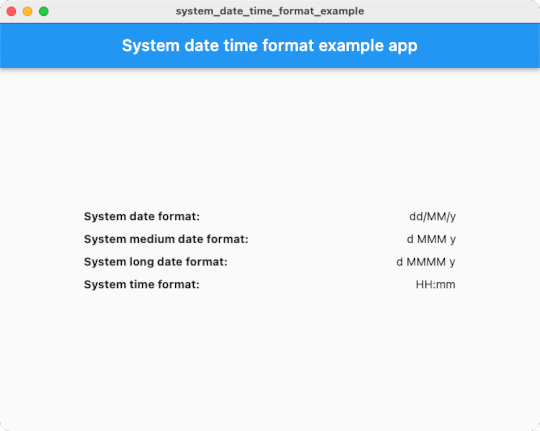 system_date_time_format_example
System date time format example app
System date format: dd/MM/y
System medium date format: d MMM y
System long date format: d MMMM y
System time format: HH:mm